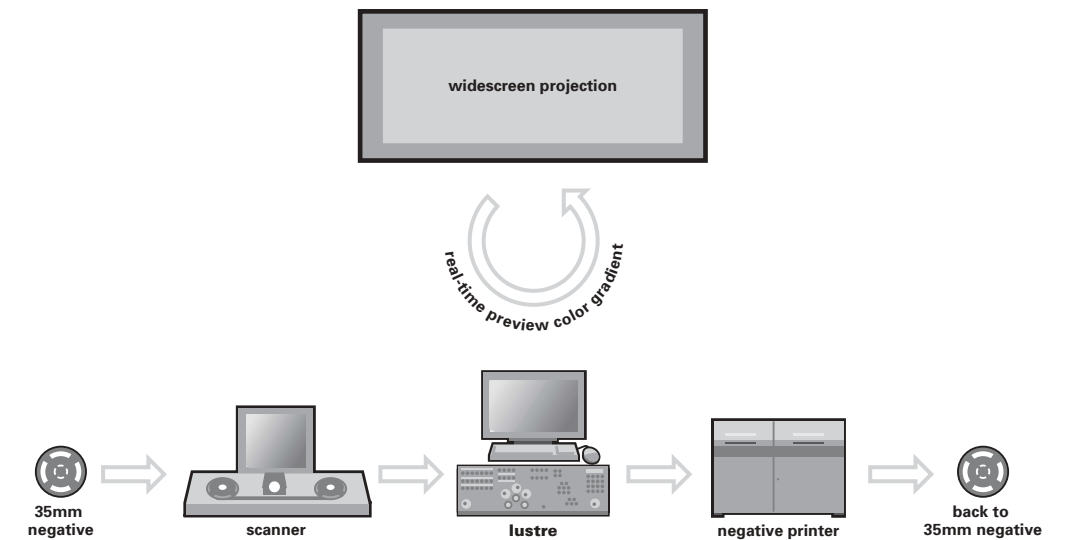 widescreen projection
real-time preview color gradient
35mm
negative
scanner
lustre
negative printer
back to
35mm negative